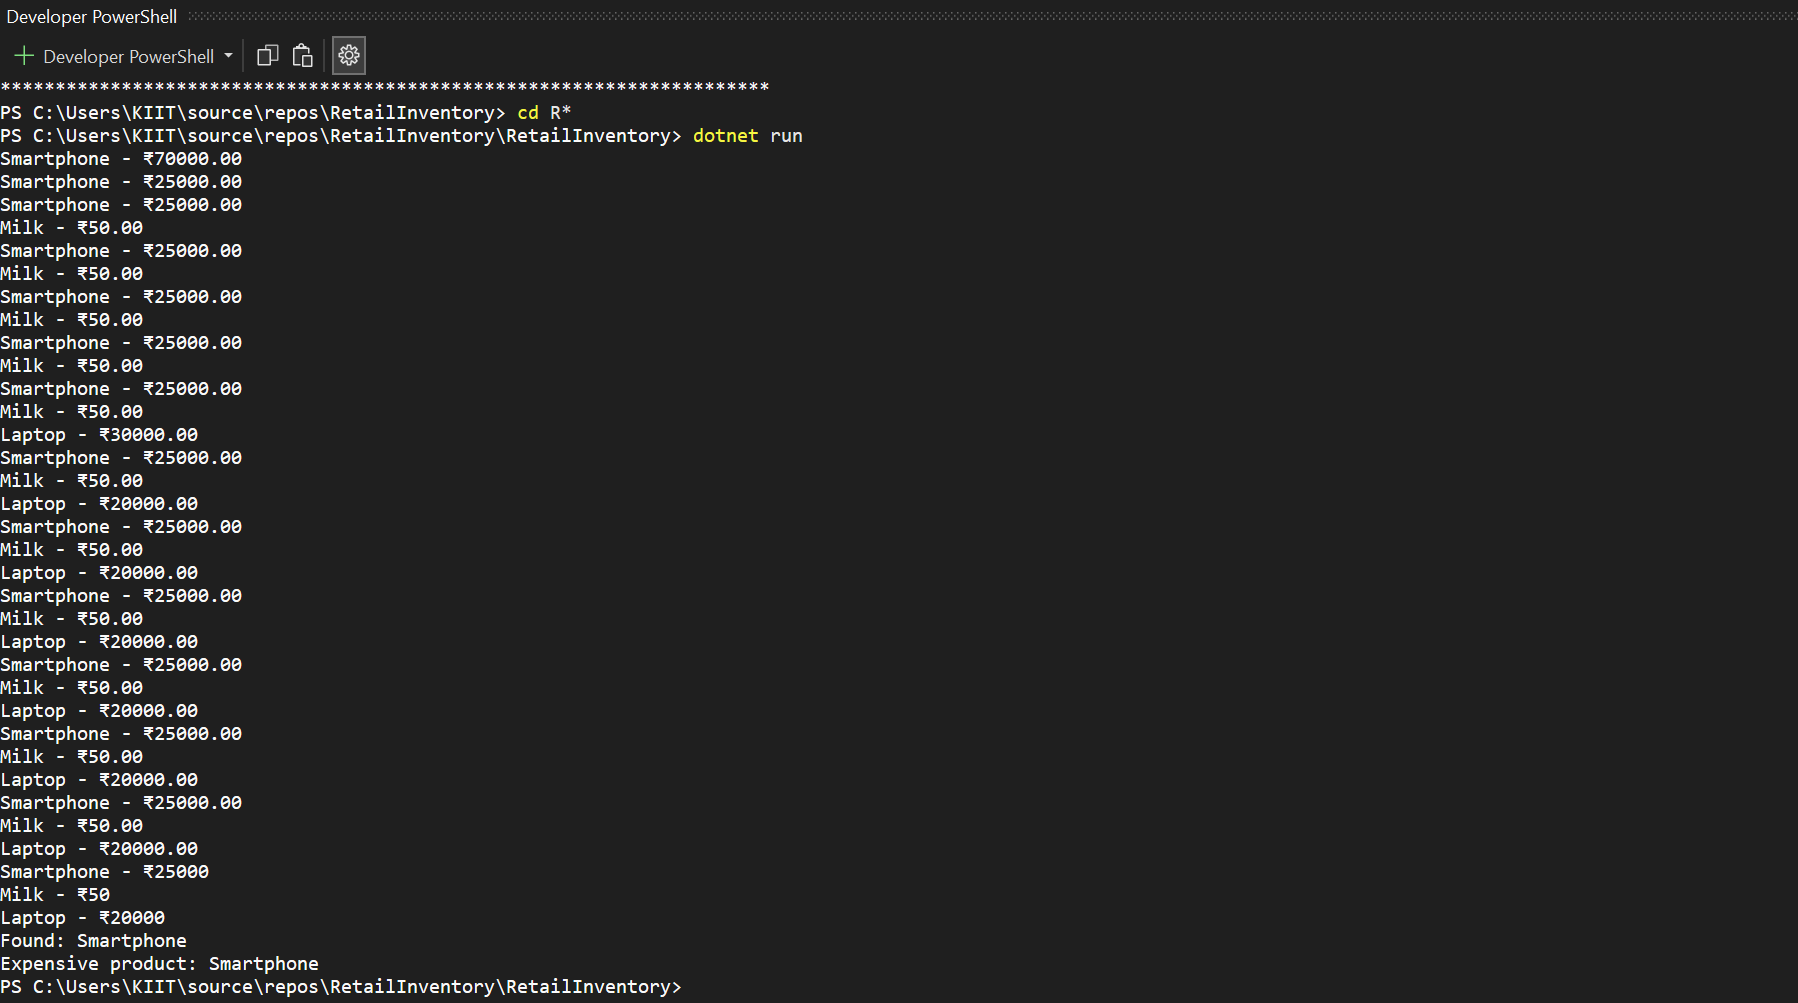 Developer PowerShell
Developer PowerShell
**********************************************************************
PS C:\Users\KIIT\source\repos\RetailInventory> cd R*
PS C:\Users\KIIT\source\repos\RetailInventory\RetailInventory> dotnet run
Smartphone - ₹70000.00
Smartphone - ₹25000.00
Smartphone - ₹25000.00
Milk - ₹50.00
Smartphone - ₹25000.00
Milk - ₹50.00
Smartphone - ₹25000.00
Milk - ₹50.00
Smartphone - ₹25000.00
Milk - ₹50.00
Smartphone - ₹25000.00
Milk - ₹50.00
Laptop - ₹30000.00
Smartphone - ₹25000.00
Milk - ₹50.00
Laptop - ₹20000.00
Smartphone - ₹25000.00
Milk - ₹50.00
Laptop - ₹20000.00
Smartphone - ₹25000.00
Milk - ₹50.00
Laptop - ₹20000.00
Smartphone - ₹25000.00
Milk - ₹50.00
Laptop - ₹20000.00
Smartphone - ₹25000.00
Milk - ₹50.00
Laptop - ₹20000.00
Smartphone - ₹25000.00
Milk - ₹50.00
Laptop - ₹20000.00
Smartphone - ₹25000
Milk - ₹50
Laptop - ₹20000
Found: Smartphone
Expensive product: Smartphone
PS C:\Users\KIIT\source\repos\RetailInventory\RetailInventory>